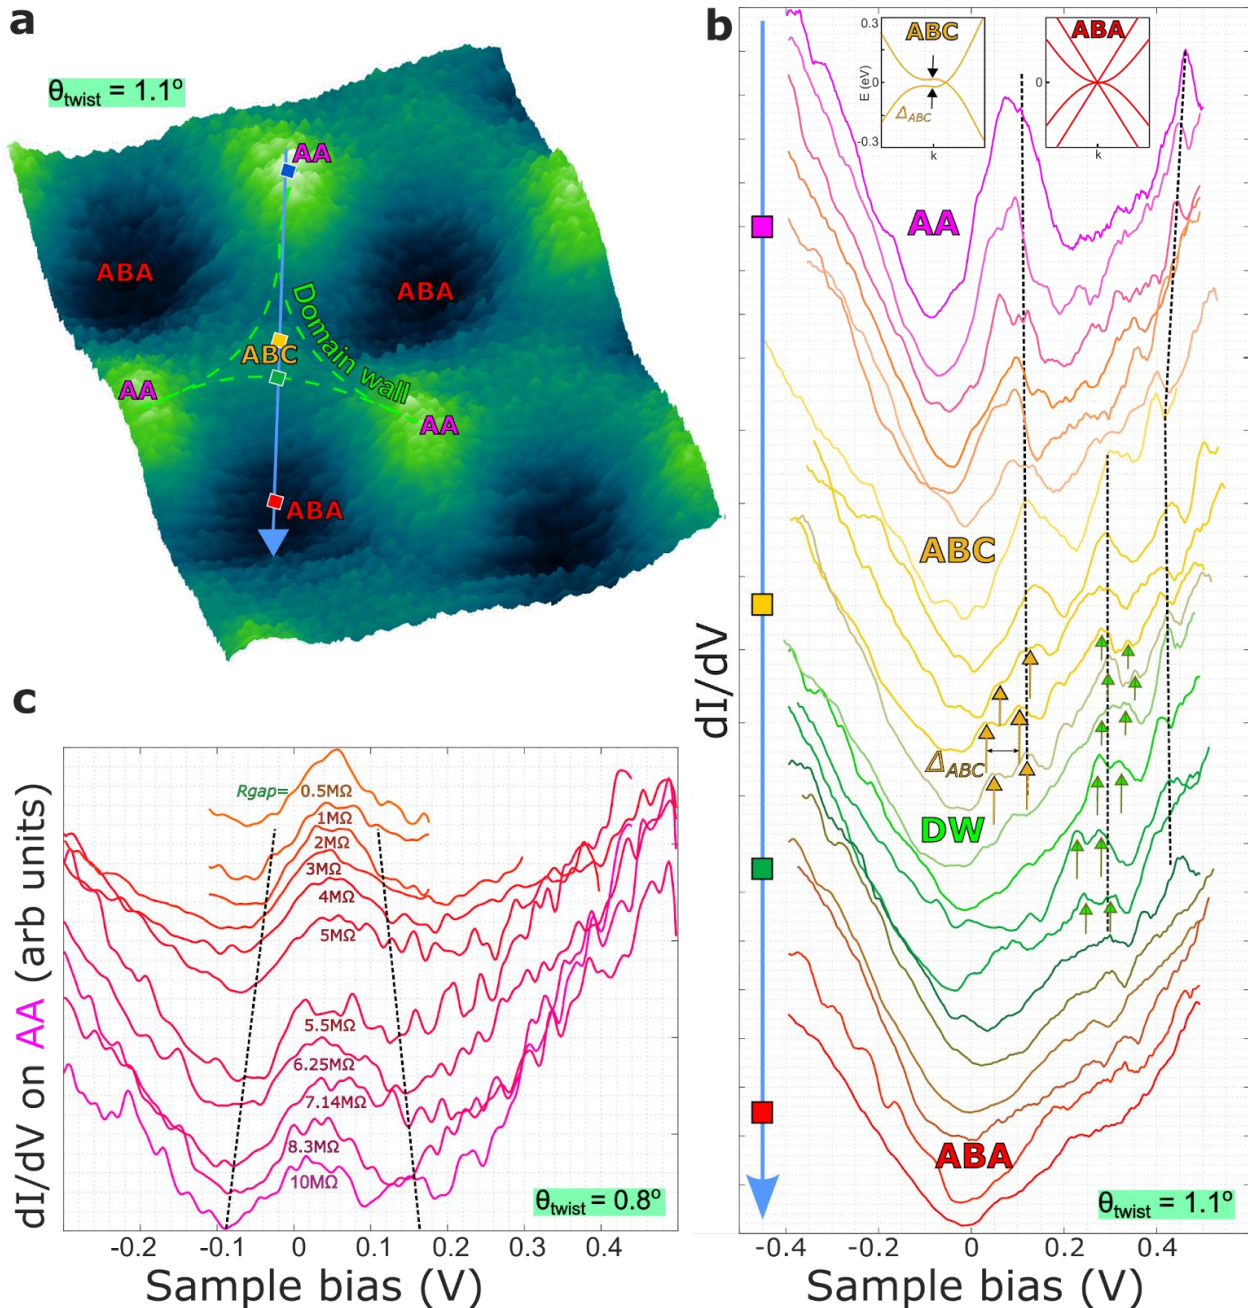 a
θtwist = 1.1°
AA
ABA
ABA
Domain wall
ABC
AA
AA
ABA
b
ABC
0.3
E (eV)
0
-0.3
ΔABC
k
ABA
0
k
AA
ABC
ΔABC
DW
ABA
θtwist = 1.1°
dI/dV
-0.4
-0.2
0
0.2
0.4
Sample bias (V)
c
Rgap= 0.5MΩ
1MΩ
2MΩ
3MΩ
4MΩ
5MΩ
5.5MΩ
6.25MΩ
7.14MΩ
8.3MΩ
10MΩ
θtwist = 0.8°
dI/dV on AA (arb units)
-0.2
-0.1
0
0.1
0.2
0.3
0.4
Sample bias (V)